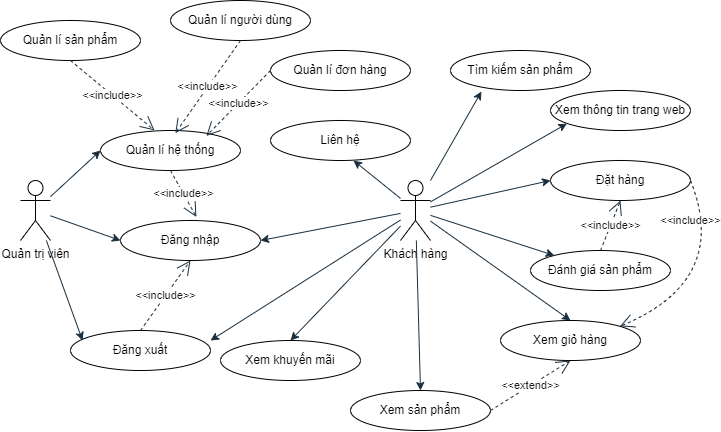 Quản lí người dùng
Quản lí sản phẩm
Quản lí đơn hàng
Tìm kiếm sản phẩm
<<include>>
<<include>>
<<include>>
Xem thông tin trang web
Liên hệ
Quản lí hệ thống
Đặt hàng
<<include>>
<<include>>
<<include>>
Đăng nhập
Quản trị viên
Khách hàng
Đánh giá sản phẩm
<<include>>
Xem giỏ hàng
Đăng xuất
Xem khuyến mãi
<<extend>>
Xem sản phẩm